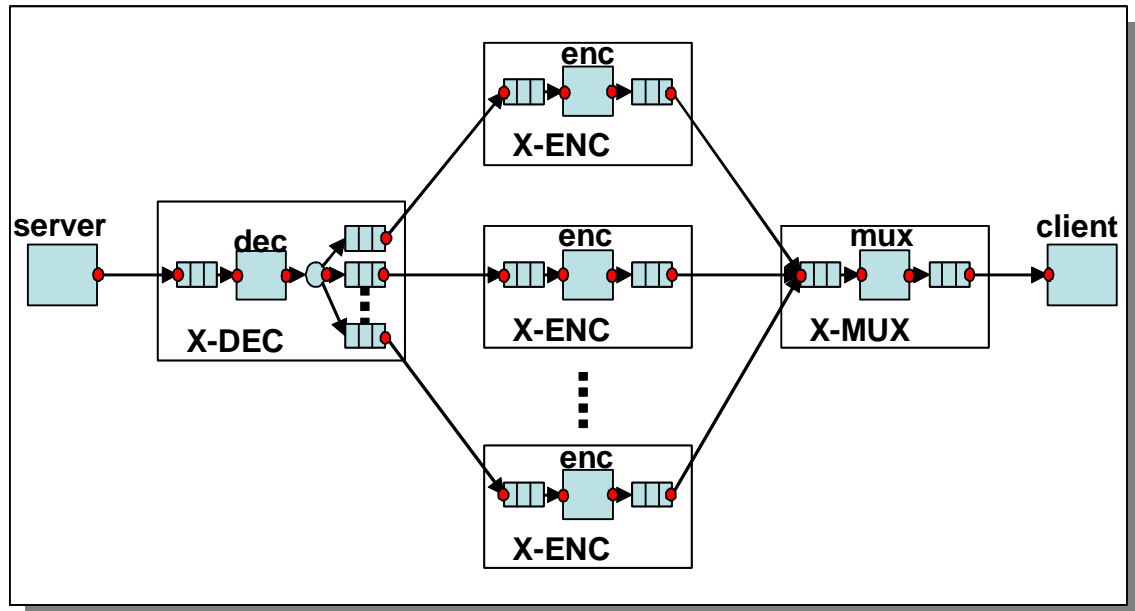 enc
X-ENC
server
dec
X-DEC
enc
X-ENC
mux
X-MUX
client
enc
X-ENC